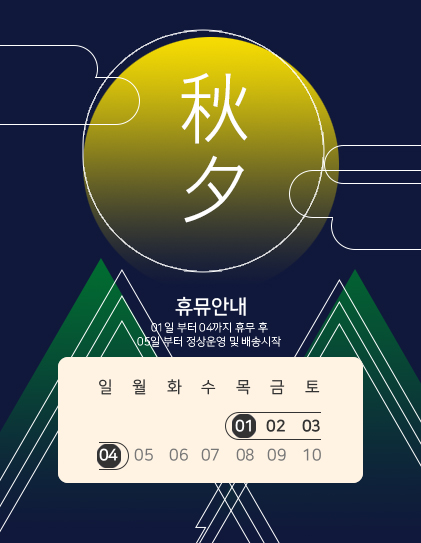 秋
夕
휴뮤안내
01일 부터 04까지 휴무 후
05일 부터 정상운영 및 배송시작
일 월 화 수 목 금 토
01 02 03
04 05 06 07 08 09 10